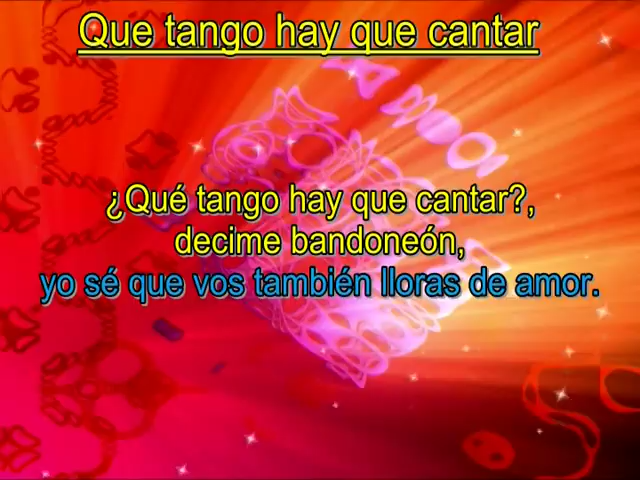 Que tango hay que cantar
¿Qué tango hay que cantar?,
decime bandoneón,
yo sé que vos también lloras de amor.